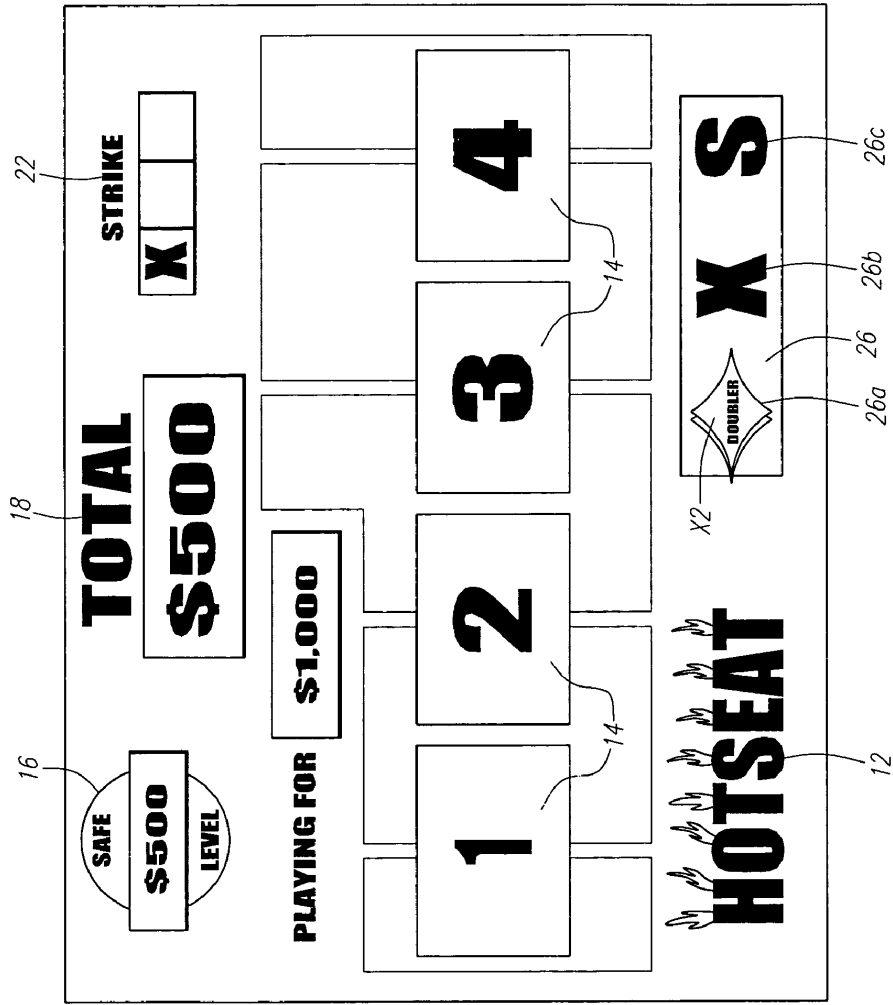 16
18
22
SAFE
$500
LEVEL
TOTAL
$500
STRIKE
X
PLAYING FOR
$1,000
1
2
3
4
14
14
14
HOTSEAT
12
X2
DOUBLER
X
S
26a
26
26b
26c